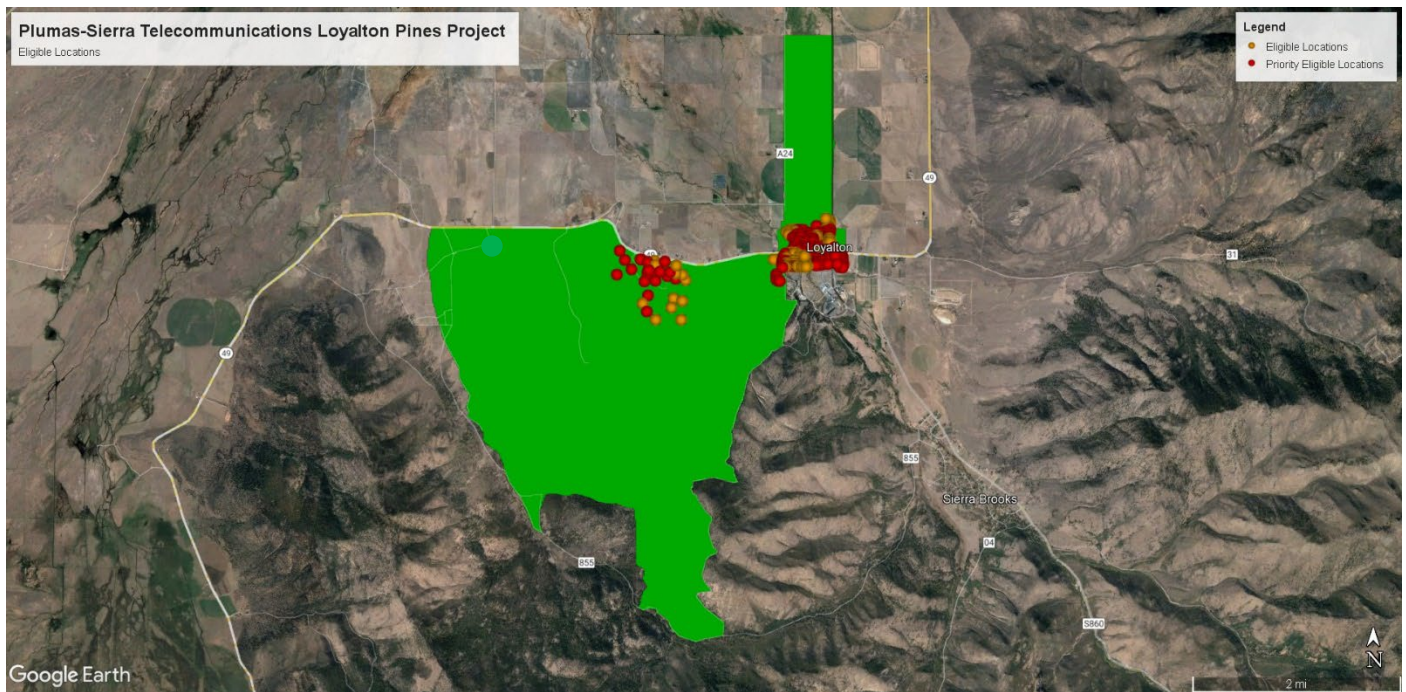 Plumas-Sierra Telecommunications Loyalton Pines Project
Eligible Locations
Legend
Eligible Locations
Priority Eligible Locations
A24
49
Loyalton
49
31
49
855
Sierra Brooks
04
855
S860
N
Google Earth
2 mi